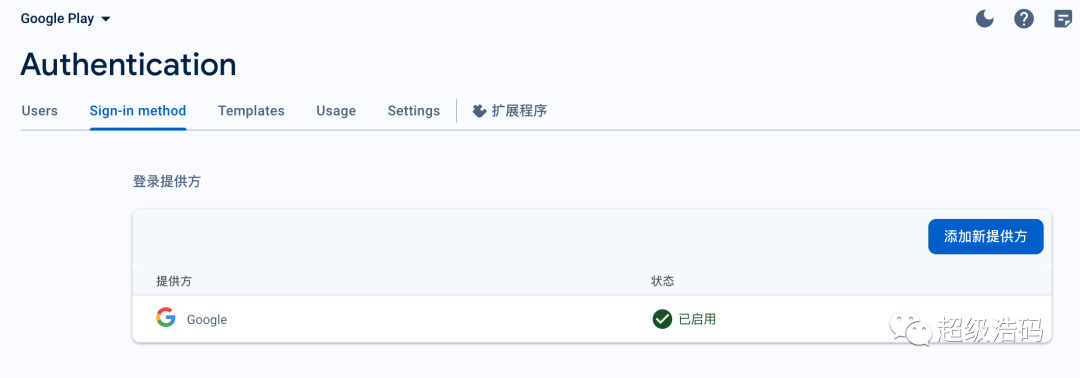 Google Play
Authentication
Users Sign-in method Templates Usage Settings 扩展程序
登录提供方
添加新提供方
提供方 状态
Google 已启用
超级浩码